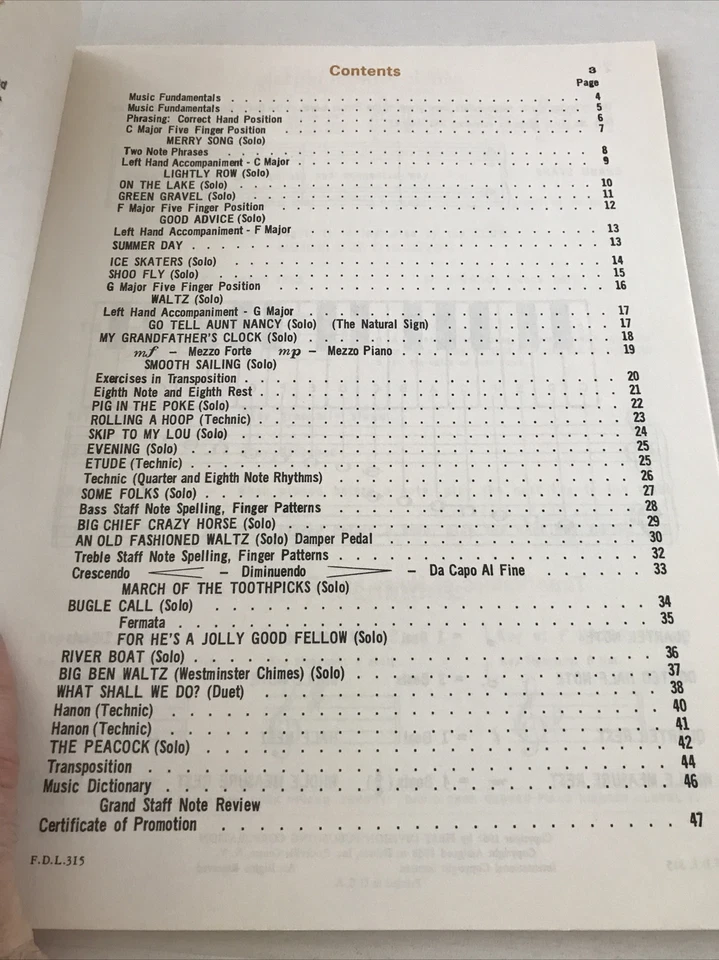 Contents 3
Page
Music Fundamentals . . . . . . . . . . . . . . . . . . . . 4
Music Fundamentals . . . . . . . . . . . . . . . . . . . . 5
Phrasing: Correct Hand Position . . . . . . . . . . . . . . . . 6
C Major Five Finger Position . . . . . . . . . . . . . . . . 7
MERRY SONG (Solo)
Two Note Phrases . . . . . . . . . . . . . . . . . . . . 8
Left Hand Accompaniment - C Major . . . . . . . . . . . . . . . 9
LIGHTLY ROW (Solo)
ON THE LAKE (Solo) . . . . . . . . . . . . . . . . . . . 10
GREEN GRAVEL (Solo) . . . . . . . . . . . . . . . . . . . 11
F Major Five Finger Position . . . . . . . . . . . . . . . . 12
GOOD ADVICE (Solo)
Left Hand Accompaniment - F Major . . . . . . . . . . . . . . . 13
SUMMER DAY . . . . . . . . . . . . . . . . . . . . 13
ICE SKATERS (Solo) . . . . . . . . . . . . . . . . . . . 14
SHOO FLY (Solo) . . . . . . . . . . . . . . . . . . . . 15
G Major Five Finger Position . . . . . . . . . . . . . . . . 16
WALTZ (Solo)
Left Hand Accompaniment - G Major . . . . . . . . . . . . . . . 17
GO TELL AUNT NANCY (Solo) (The Natural Sign) . . . . . . . . . 17
MY GRANDFATHER'S CLOCK (Solo) . . . . . . . . . . . . . . . 18
mf – Mezzo Forte mp – Mezzo Piano . . . . . . . . . . . 19
SMOOTH SAILING (Solo)
Exercises in Transposition . . . . . . . . . . . . . . . . . 20
Eighth Note and Eighth Rest . . . . . . . . . . . . . . . . . 21
PIG IN THE POKE (Solo) . . . . . . . . . . . . . . . . . . 22
ROLLING A HOOP (Technic) . . . . . . . . . . . . . . . . . 23
SKIP TO MY LOU (Solo) . . . . . . . . . . . . . . . . . . 24
EVENING (Solo) . . . . . . . . . . . . . . . . . . . . 25
ETUDE (Technic) . . . . . . . . . . . . . . . . . . . . 25
Technic (Quarter and Eighth Note Rhythms) . . . . . . . . . . . . . 26
SOME FOLKS (Solo) . . . . . . . . . . . . . . . . . . . 27
Bass Staff Note Spelling, Finger Patterns . . . . . . . . . . . . . 28
BIG CHIEF CRAZY HORSE (Solo) . . . . . . . . . . . . . . . . 29
AN OLD FASHIONED WALTZ (Solo) Damper Pedal . . . . . . . . . . . 30
Treble Staff Note Spelling, Finger Patterns . . . . . . . . . . . . . 32
Crescendo – Diminuendo – Da Capo Al Fine . . . . . 33
MARCH OF THE TOOTHPICKS (Solo)
BUGLE CALL (Solo) . . . . . . . . . . . . . . . . . . . 34
Fermata . . . . . . . . . . . . . . . . . . . . 35
FOR HE'S A JOLLY GOOD FELLOW (Solo)
RIVER BOAT (Solo) . . . . . . . . . . . . . . . . . . . 36
BIG BEN WALTZ (Westminster Chimes) (Solo) . . . . . . . . . . . . . 37
WHAT SHALL WE DO? (Duet) . . . . . . . . . . . . . . . . . 38
Hanon (Technic) . . . . . . . . . . . . . . . . . . . . 40
Hanon (Technic) . . . . . . . . . . . . . . . . . . . . 41
THE PEACOCK (Solo) . . . . . . . . . . . . . . . . . . . 42
Transposition . . . . . . . . . . . . . . . . . . . . . 44
Music Dictionary . . . . . . . . . . . . . . . . . . . . 46
Grand Staff Note Review
Certificate of Promotion . . . . . . . . . . . . . . . . . . 47
F.D.L.315